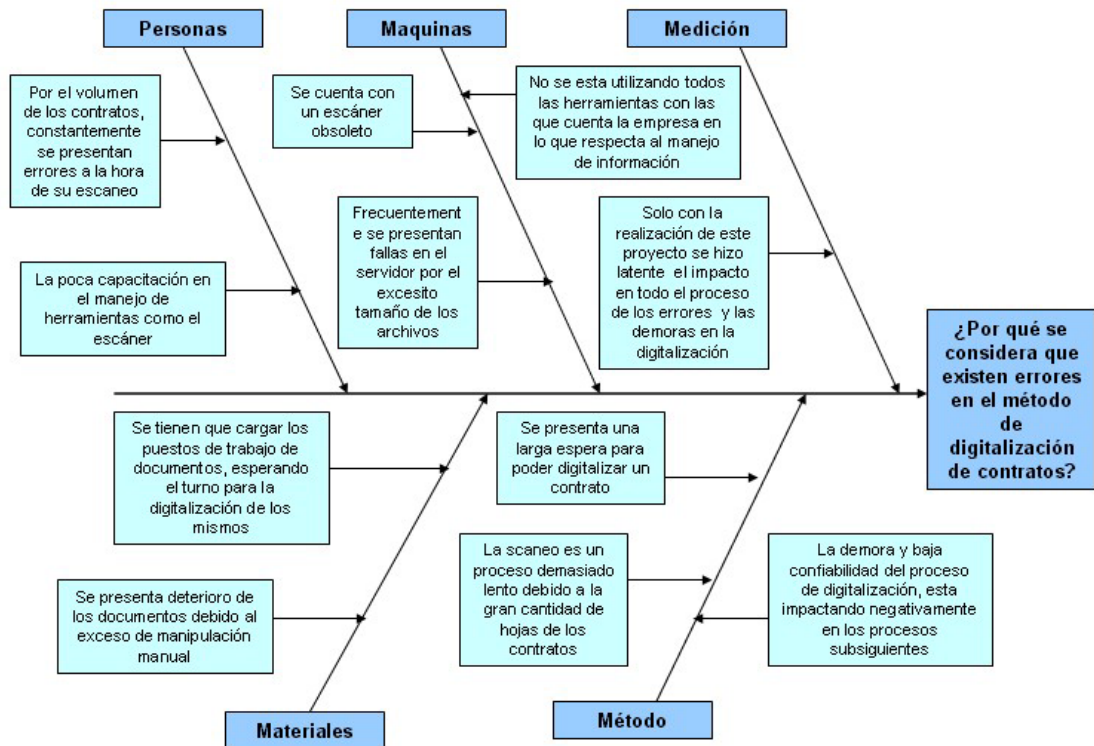 Personas
Maquinas
Medición
Por el volumen
de los contratos,
constantemente
se presentan
errores a la hora
de su escaneo
Se cuenta con
un escáner
obsoleto
No se esta utilizando todos
las herramientas con las
que cuenta la empresa en
lo que respecta al manejo
de información
La poca capacitación en
el manejo de
herramientas como el
escáner
Frecuentement
e se presentan
fallas en el
servidor por el
excesito
tamaño de los
archivos
Solo con la
realización de este
proyecto se hizo
latente el impacto
en todo el proceso
de los errores y las
demoras en la
digitalización
¿Por qué se
considera que
existen errores
en el método
de
digitalización
de contratos?
Se tienen que cargar los
puestos de trabajo de
documentos, esperando
el turno para la
digitalización de los
mismos
Se presenta una
larga espera para
poder digitalizar un
contrato
Se presenta deterioro de
los documentos debido al
exceso de manipulación
manual
La scaneo es un
proceso demasiado
lento debido a la
gran cantidad de
hojas de los
contratos
La demora y baja
confiabilidad del proceso
de digitalización, esta
impactando negativamente
en los procesos
subsiguientes
Materiales
Método